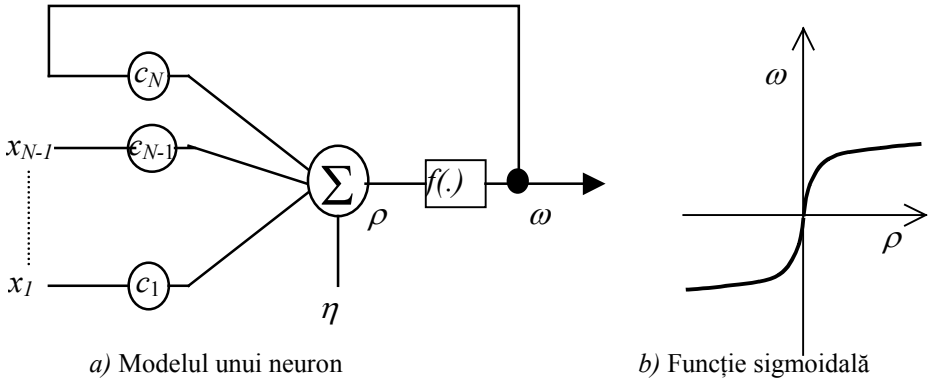 c_N
ω
x_{N-1}
c_{N-1}
Σ
f(.)
ρ
ω
ρ
x_1
c_1
η
a) Modelul unui neuron
b) Funcție sigmoidală